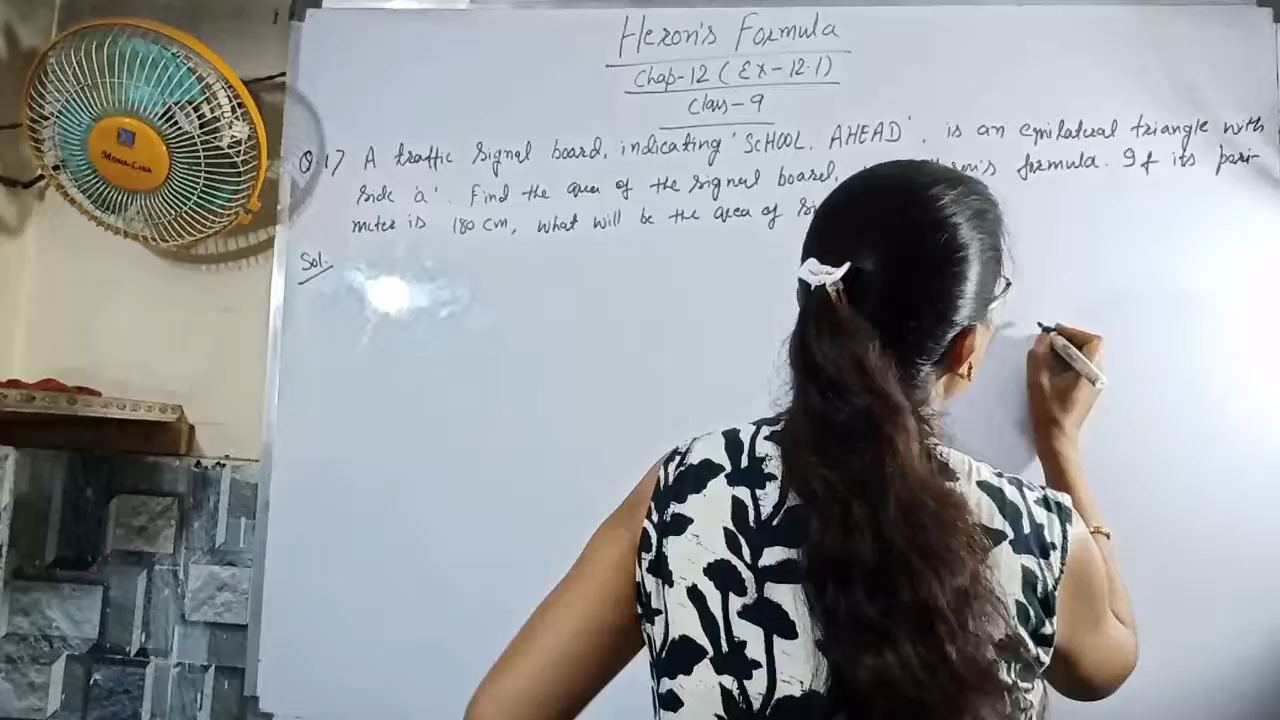 Heron's Formula
Chap-12 (Ex-12.1)
Class-9
Q.1) A traffic signal board, indicating 'SCHOOL AHEAD', is an equilateral triangle with
side 'a'. Find the area of the signal board, formula. If its peri-
meter is 180 cm, what will be the area of
Sol.
MONA-LISA